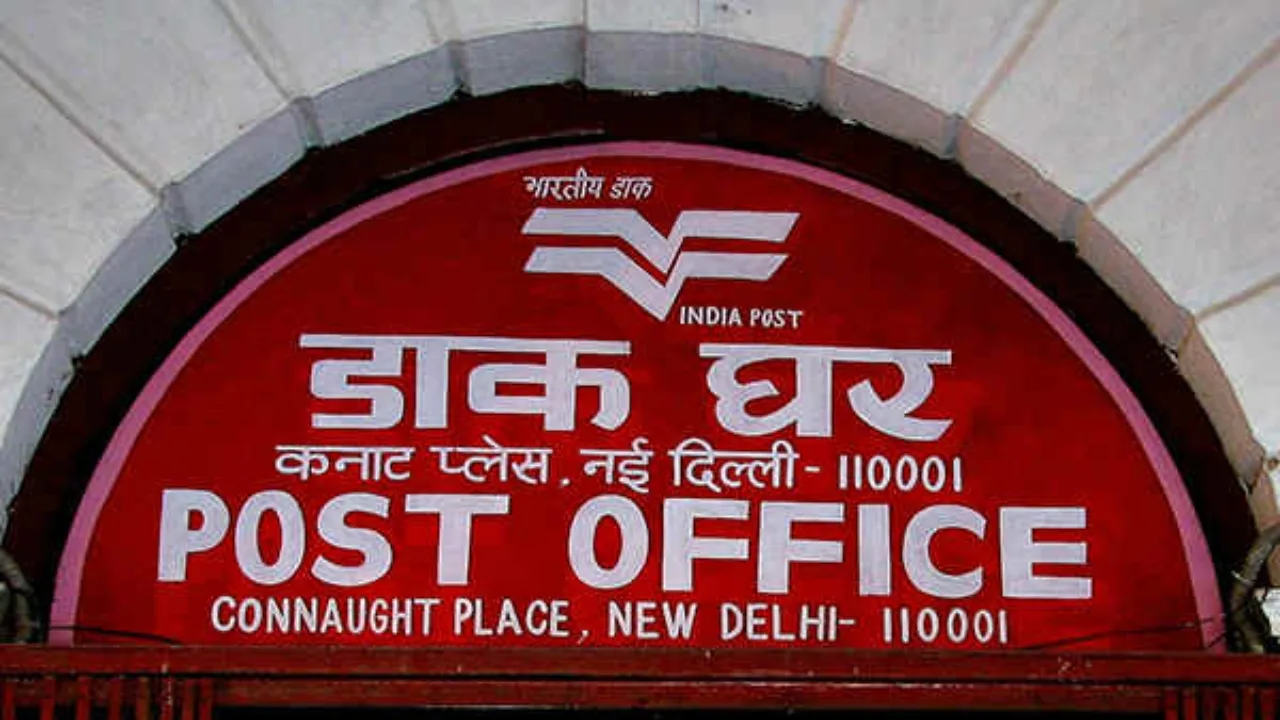 भारतीय डाक
INDIA POST
डाक घर
कनाट प्लेस, नई दिल्ली - 110001
POST OFFICE
CONNAUGHT PLACE, NEW DELHI- 110001